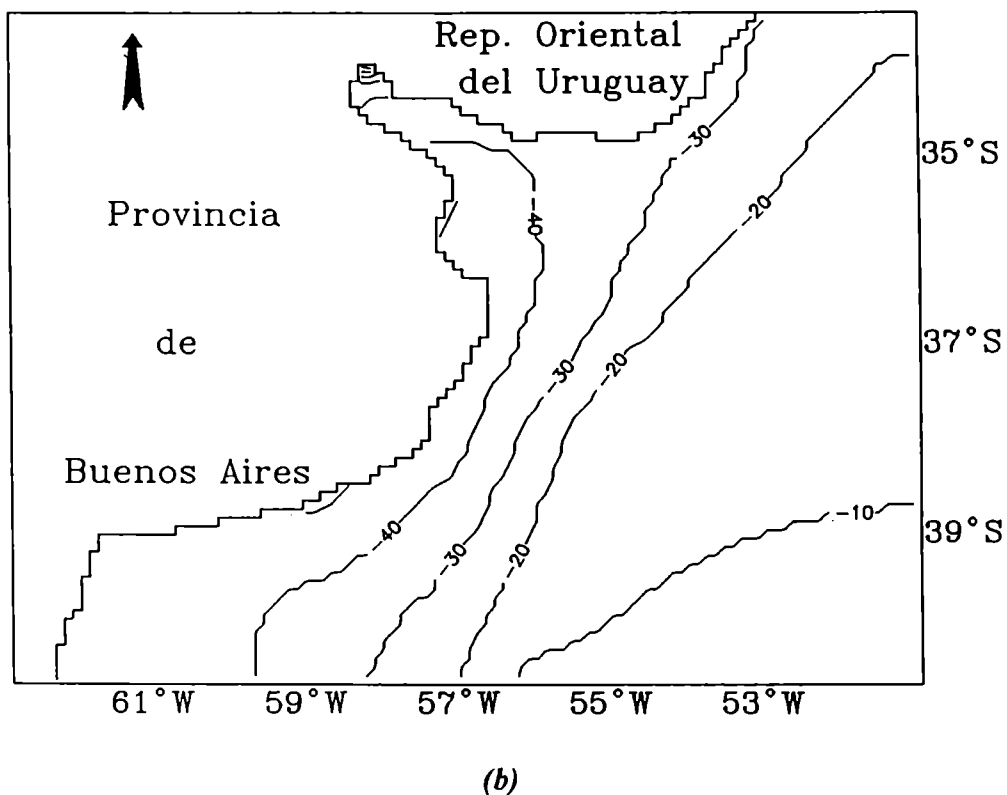 Rep. Oriental
del Uruguay
-30
35°S
Provincia
-20
-40
de
37°S
-30
-20
Buenos Aires
-10
39°S
-40
-30
-20
61°W 59°W 57°W 55°W 53°W
(b)